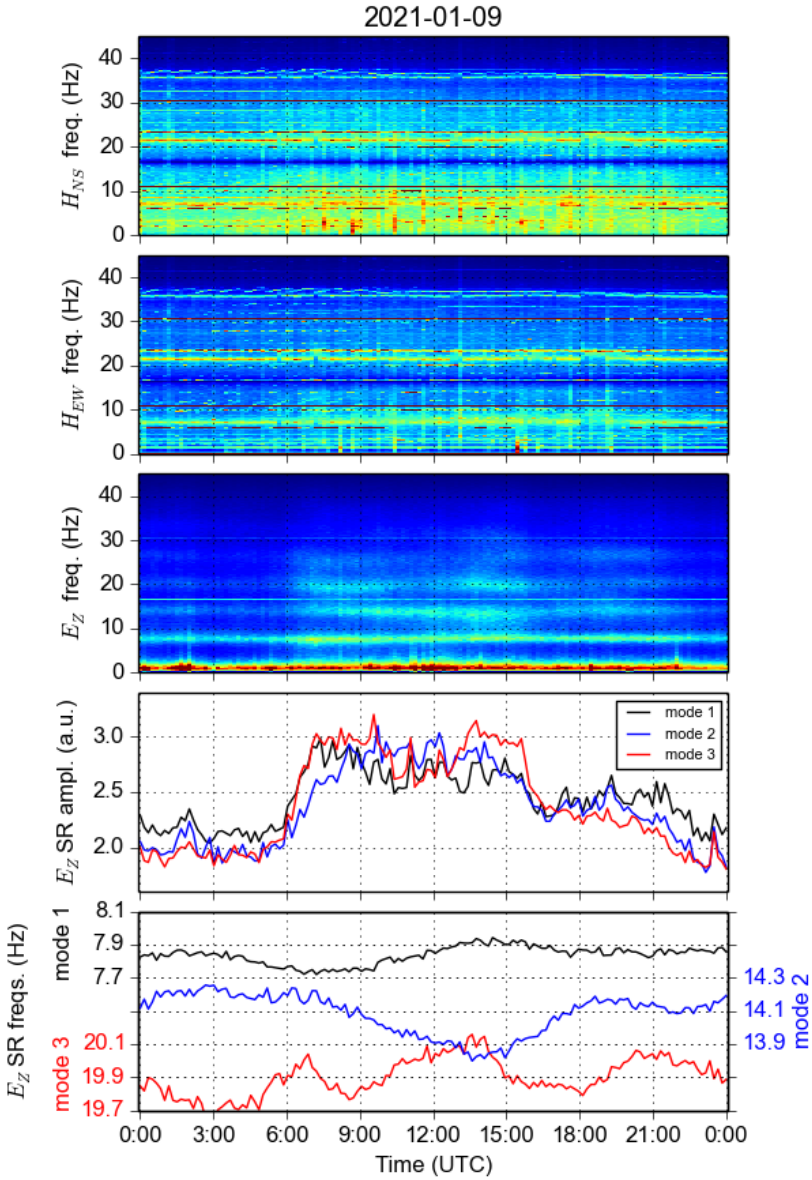 2021-01-09
40
30
20
10
0
H_NS freq. (Hz)
40
30
20
10
0
H_EW freq. (Hz)
40
30
20
10
0
E_Z freq. (Hz)
3.0
2.5
2.0
E_Z SR ampl. (a.u.)
mode 1
mode 2
mode 3
8.1
7.9
7.7
mode 1
14.3
14.1
13.9
mode 2
20.1
19.9
19.7
mode 3
E_Z SR freqs. (Hz)
0:00 3:00 6:00 9:00 12:00 15:00 18:00 21:00 0:00
Time (UTC)